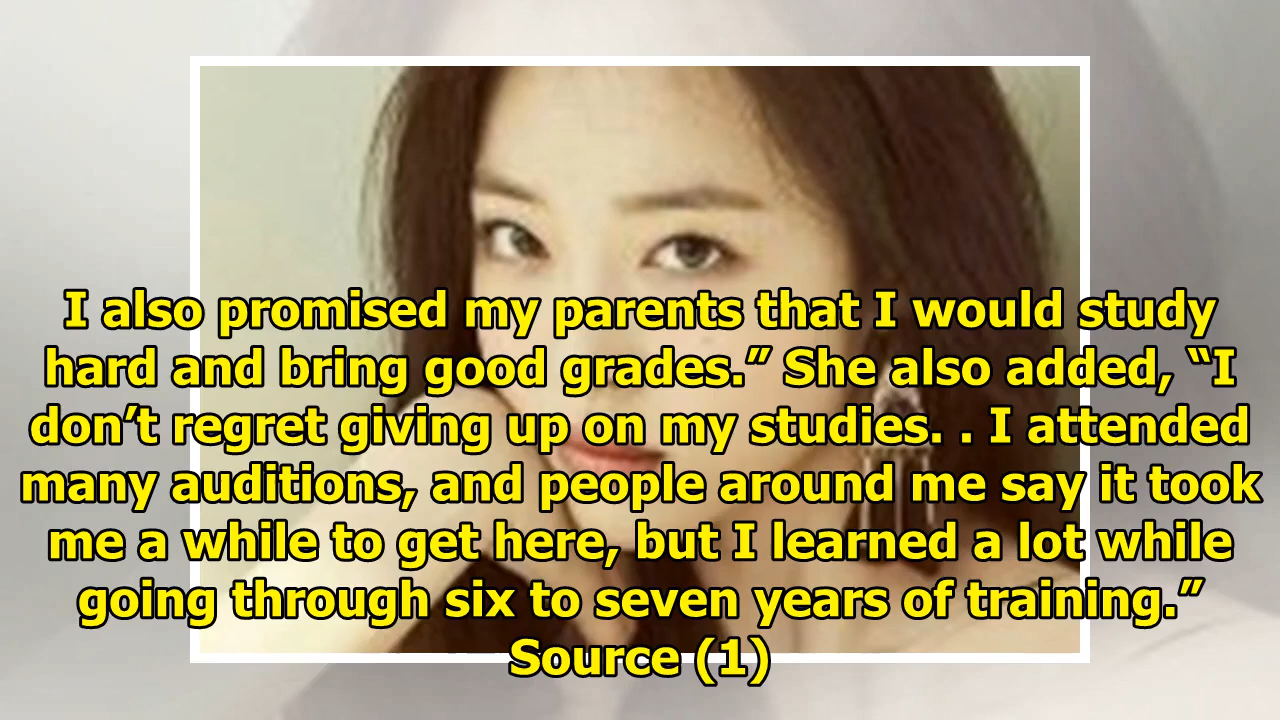 I also promised my parents that I would study
hard and bring good grades.” She also added, “I
don’t regret giving up on my studies. . I attended
many auditions, and people around me say it took
me a while to get here, but I learned a lot while
going through six to seven years of training.”
Source (1)